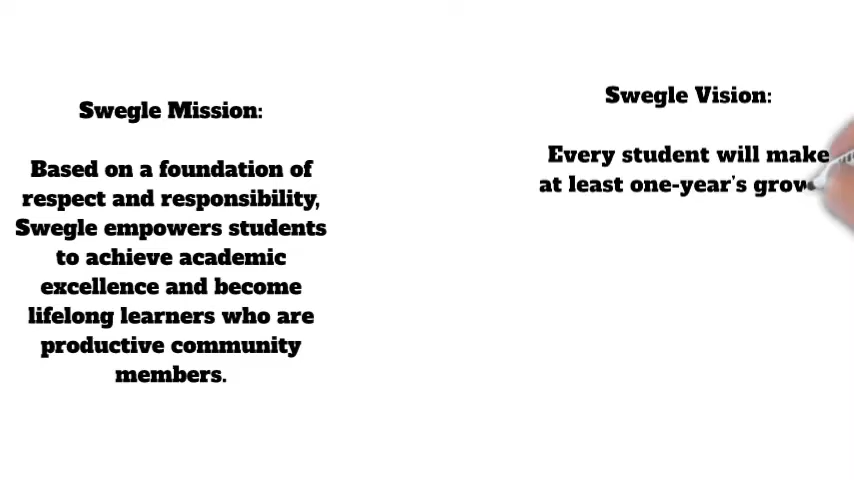 Swegle Mission:
Based on a foundation of
respect and responsibility,
Swegle empowers students
to achieve academic
excellence and become
lifelong learners who are
productive community
members.
Swegle Vision:
Every student will make
at least one-year's